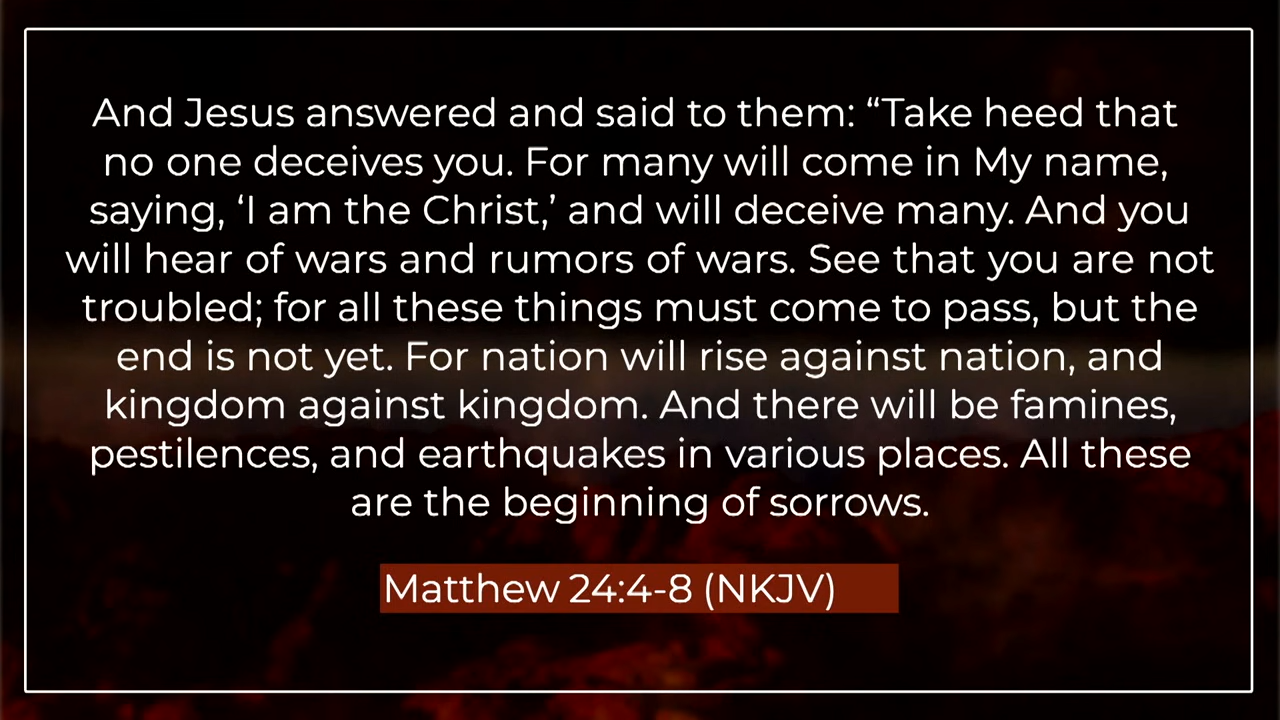 And Jesus answered and said to them: “Take heed that
no one deceives you. For many will come in My name,
saying, ‘I am the Christ,’ and will deceive many. And you
will hear of wars and rumors of wars. See that you are not
troubled; for all these things must come to pass, but the
end is not yet. For nation will rise against nation, and
kingdom against kingdom. And there will be famines,
pestilences, and earthquakes in various places. All these
are the beginning of sorrows.
Matthew 24:4-8 (NKJV)